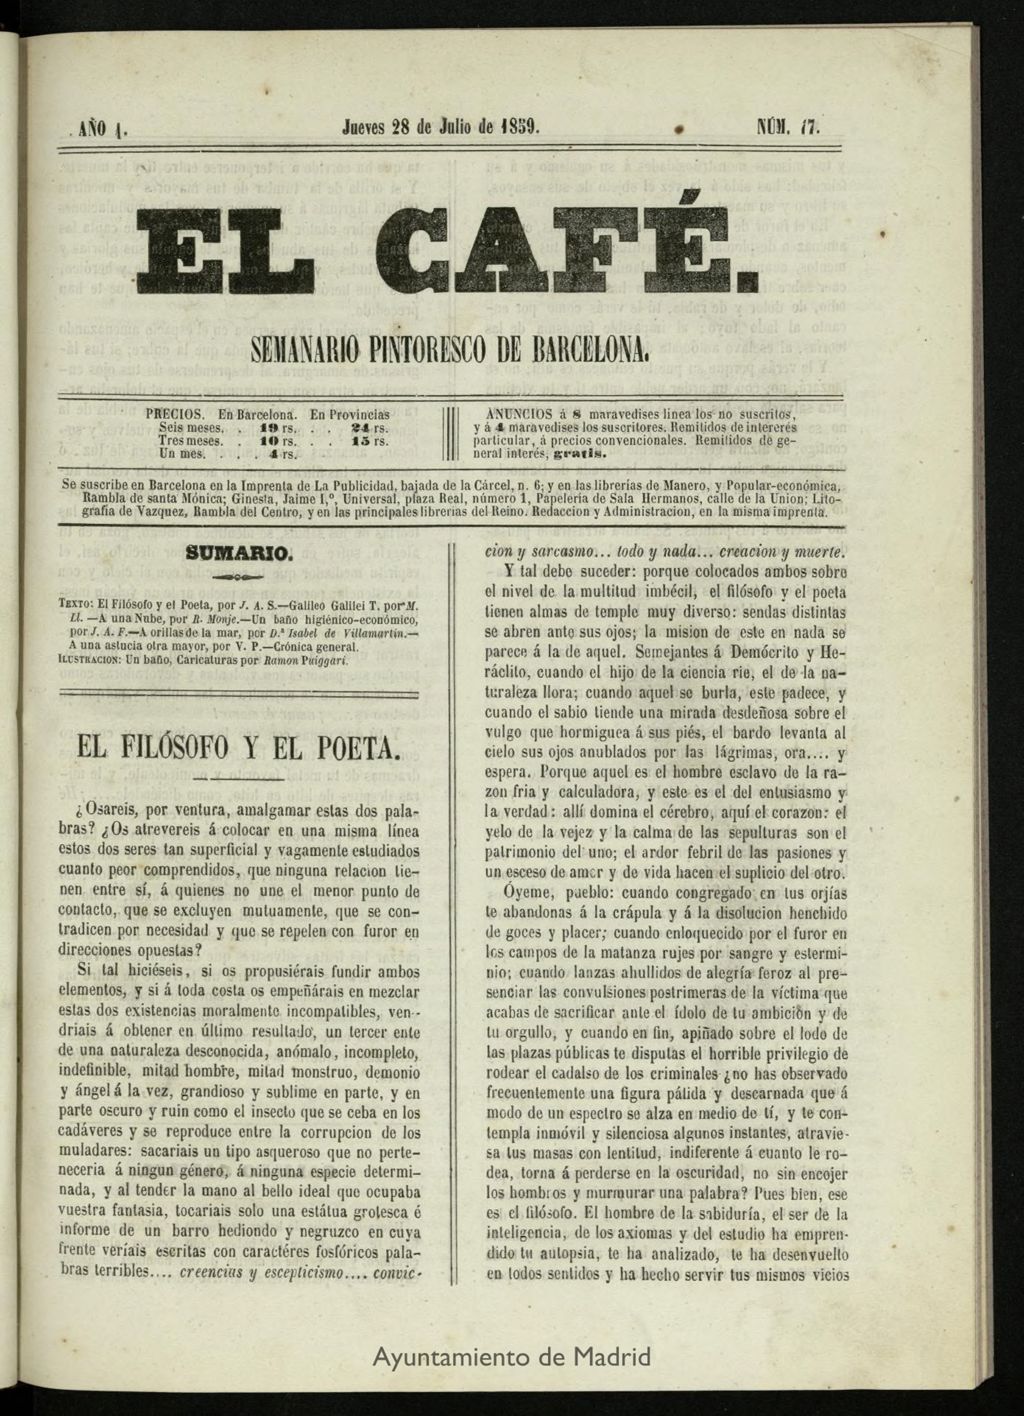 AÑO 1.
Jueves 28 de Julio de 1859.
NÚM. 17.
EL CAFÉ.
SEMANARIO PINTORESCO DE BARCELONA.
PRECIOS. En Barcelona. En Provincias
Seis meses. . 19 rs. . . 24 rs.
Tres meses. . 10 rs. . . 15 rs.
Un mes. . . . 4 rs.
ANUNCIOS á 8 maravedises linea los no suscritos,
y á 4 maravedises los suscritores. Remitidos de intererés
particular, á precios convencionales. Remitidos de ge-
neral interés, gratis.
Se suscribe en Barcelona en la Imprenta de La Publicidad, bajada de la Cárcel, n. 6; y en las librerias de Manero, y Popular-económica,
Rambla de santa Mónica; Ginesta, Jaime I,º, Universal, plaza Real, número 1, Papelería de Sala Hermanos, calle de la Union; Lito-
grafia de Vazquez, Rambla del Centro, y en las principales librerias del Reino. Redaccion y Administracion, en la misma imprenta.
SUMARIO.
TEXTO: El Filósofo y el Poeta, por J. A. S.—Galileo Galilei T. por M.
Ll. —A una Nube, por R. Monje.—Un baño higiénico-económico,
por J. A. F.—A orillas de la mar, por D.ª Isabel de Villamartin.—
A una astucia otra mayor, por V. P.—Crónica general.
ILUSTRACION: Un baño, Caricaturas por Ramon Puiggarí.
EL FILÓSOFO Y EL POETA.
¿Osareis, por ventura, amalgamar estas dos pala-
bras? ¿Os atrevereis á colocar en una misma línea
estos dos seres tan superficial y vagamente estudiados
cuanto peor comprendidos, que ninguna relacion tie-
nen entre sí, á quienes no une el menor punto de
contacto, que se excluyen mutuamente, que se con-
tradicen por necesidad y que se repelen con furor en
direcciones opuestas?
Si tal hiciéseis, si os propusiérais fundir ambos
elementos, y si á toda costa os empeñárais en mezclar
estas dos existencias moralmente incompatibles, ven-
driais á obtener en último resultado, un tercer ente
de una naturaleza desconocida, anómalo, incompleto,
indefinible, mitad hombre, mitad monstruo, demonio
y ángel á la vez, grandioso y sublime en parte, y en
parte oscuro y ruin como el insecto que se ceba en los
cadáveres y se reproduce entre la corrupcion de los
muladares: sacariais un tipo asqueroso que no perte-
neceria á ningun género, á ninguna especie determi-
nada, y al tender la mano al bello ideal que ocupaba
vuestra fantasia, tocariais solo una estátua grotesca é
informe de un barro hediondo y negruzco en cuya
frente veríais escritas con caractéres fosfóricos pala-
bras terribles.... creencias y escepticismo.... convic-
cion y sarcasmo... todo y nada... creacion y muerte.
Y tal debe suceder: porque colocados ambos sobre
el nivel de la multitud imbécil, el filósofo y el poeta
tienen almas de temple muy diverso: sendas distintas
se abren ante sus ojos; la mision de este en nada se
parece á la de aquel. Semejantes á Demócrito y He-
ráclito, cuando el hijo de la ciencia rie, el de la na-
turaleza llora; cuando aquel se burla, este padece, y
cuando el sabio tiende una mirada desdeñosa sobre el
vulgo que hormiguea á sus piés, el bardo levanta al
cielo sus ojos anublados por las lágrimas, ora.... y
espera. Porque aquel es el hombre esclavo de la ra-
zon fria y calculadora, y este es el del entusiasmo y
la verdad: allí domina el cérebro, aquí el corazon: el
yelo de la vejez y la calma de las sepulturas son el
patrimonio del uno; el ardor febril de las pasiones y
un esceso de amor y de vida hacen el suplicio del otro.
Óyeme, pueblo: cuando congregado en tus orjías
te abandonas á la crápula y á la disolucion henchido
de goces y placer; cuando enloquecido por el furor en
los campos de la matanza rujes por sangre y estermi-
nio; cuando lanzas ahullidos de alegría feroz al pre-
senciar las convulsiones postrimeras de la víctima que
acabas de sacrificar ante el ídolo de tu ambicion y de
tu orgullo, y cuando en fin, apiñado sobre el lodo de
las plazas públicas te disputas el horrible privilegio de
rodear el cadalso de los criminales ¿no has observado
frecuentemente una figura pálida y descarnada que á
modo de un espectro se alza en medio de tí, y te con-
templa inmóvil y silenciosa algunos instantes, atravie-
sa tus masas con lentitud, indiferente á cuanto le ro-
dea, torna á perderse en la oscuridad, no sin encojer
los hombros y murmurar una palabra? Pues bien, ese
es el filósofo. El hombre de la sabiduría, el ser de la
inteligencia, de los axiomas y del estudio ha empren-
dido tu autopsia, te ha analizado, te ha desenvuelto
en todos sentidos y ha hecho servir tus mismos vicios
Ayuntamiento de Madrid